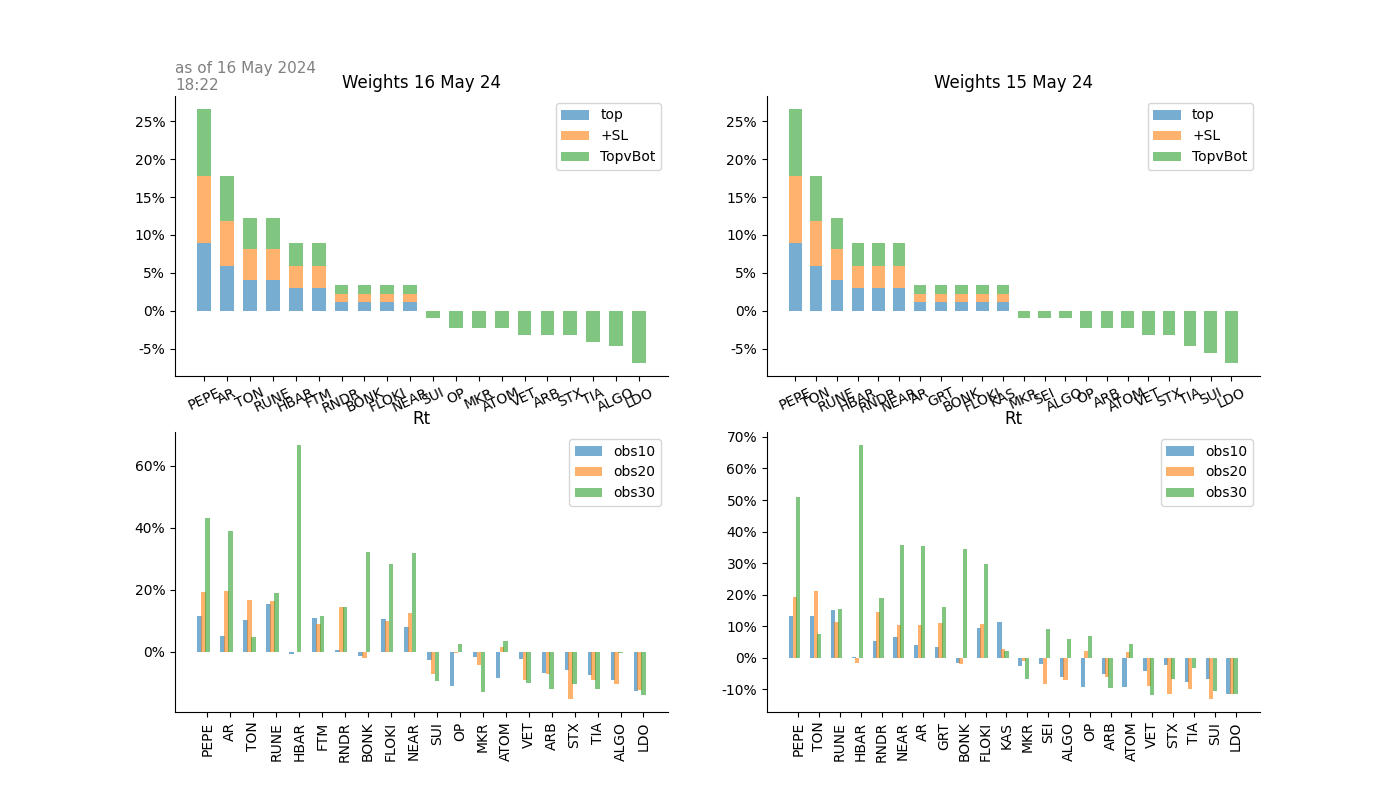 as of 16 May 2024
18:22
Weights 16 May 24
top
+SL
TopvBot
25%
20%
15%
10%
5%
0%
-5%
PEPE AR TON RUNE HBAR FTM RNDR BONK FLOKI NEAR SUI OP MKR ATOM VET ARB STX TIA ALGO LDO
Weights 15 May 24
top
+SL
TopvBot
25%
20%
15%
10%
5%
0%
-5%
PEPE TON RUNE HBAR RNDR NEAR AR GRT BONK FLOKI KAS MKR SEI ALGO OP ARB ATOM VET STX TIA SUI LDO
Rt
obs10
obs20
obs30
60%
40%
20%
0%
PEPE AR TON RUNE HBAR FTM RNDR BONK FLOKI NEAR SUI OP MKR ATOM VET ARB STX TIA ALGO LDO
Rt
obs10
obs20
obs30
70%
60%
50%
40%
30%
20%
10%
0%
-10%
PEPE TON RUNE HBAR RNDR NEAR AR GRT BONK FLOKI KAS MKR SEI ALGO OP ARB ATOM VET STX TIA SUI LDO